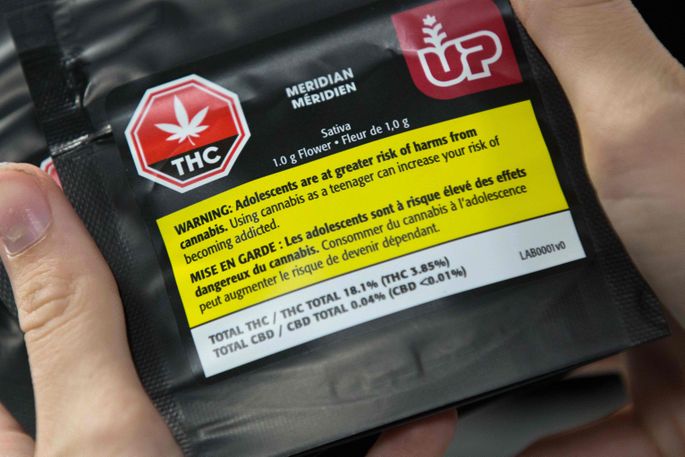 UP
MERIDIAN
MÉRIDIEN
THC
Sativa
1.0 g Flower • Fleur de 1,0 g
WARNING: Adolescents are at greater risk of harms from
cannabis. Using cannabis as a teenager can increase your risk of
becoming addicted.
MISE EN GARDE : Les adolescents sont à risque élevé des effets
dangereux du cannabis. Consommer du cannabis à l'adolescence
peut augmenter le risque de devenir dépendant.
TOTAL THC / THC TOTAL 18.1% (THC 3.85%)
TOTAL CBD / CBD TOTAL 0.04% (CBD <0.01%)
LAB0001v0